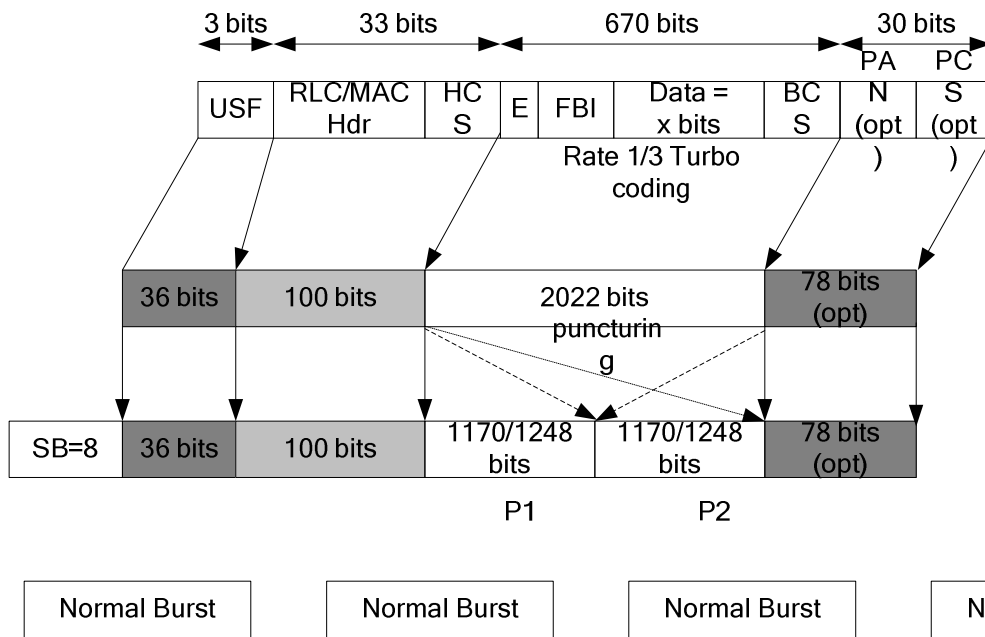 3 bits
33 bits
670 bits
30 bits
USF
RLC/MAC
Hdr
HC
S
E
FBI
Data =
x bits
BC
S
PA
N
(opt
)
PC
S
(opt
)
Rate 1/3 Turbo
coding
36 bits
100 bits
2022 bits
78 bits
(opt)
puncturin
g
SB=8
36 bits
100 bits
1170/1248
bits
1170/1248
bits
78 bits
(opt)
P1
P2
Normal Burst
Normal Burst
Normal Burst
N